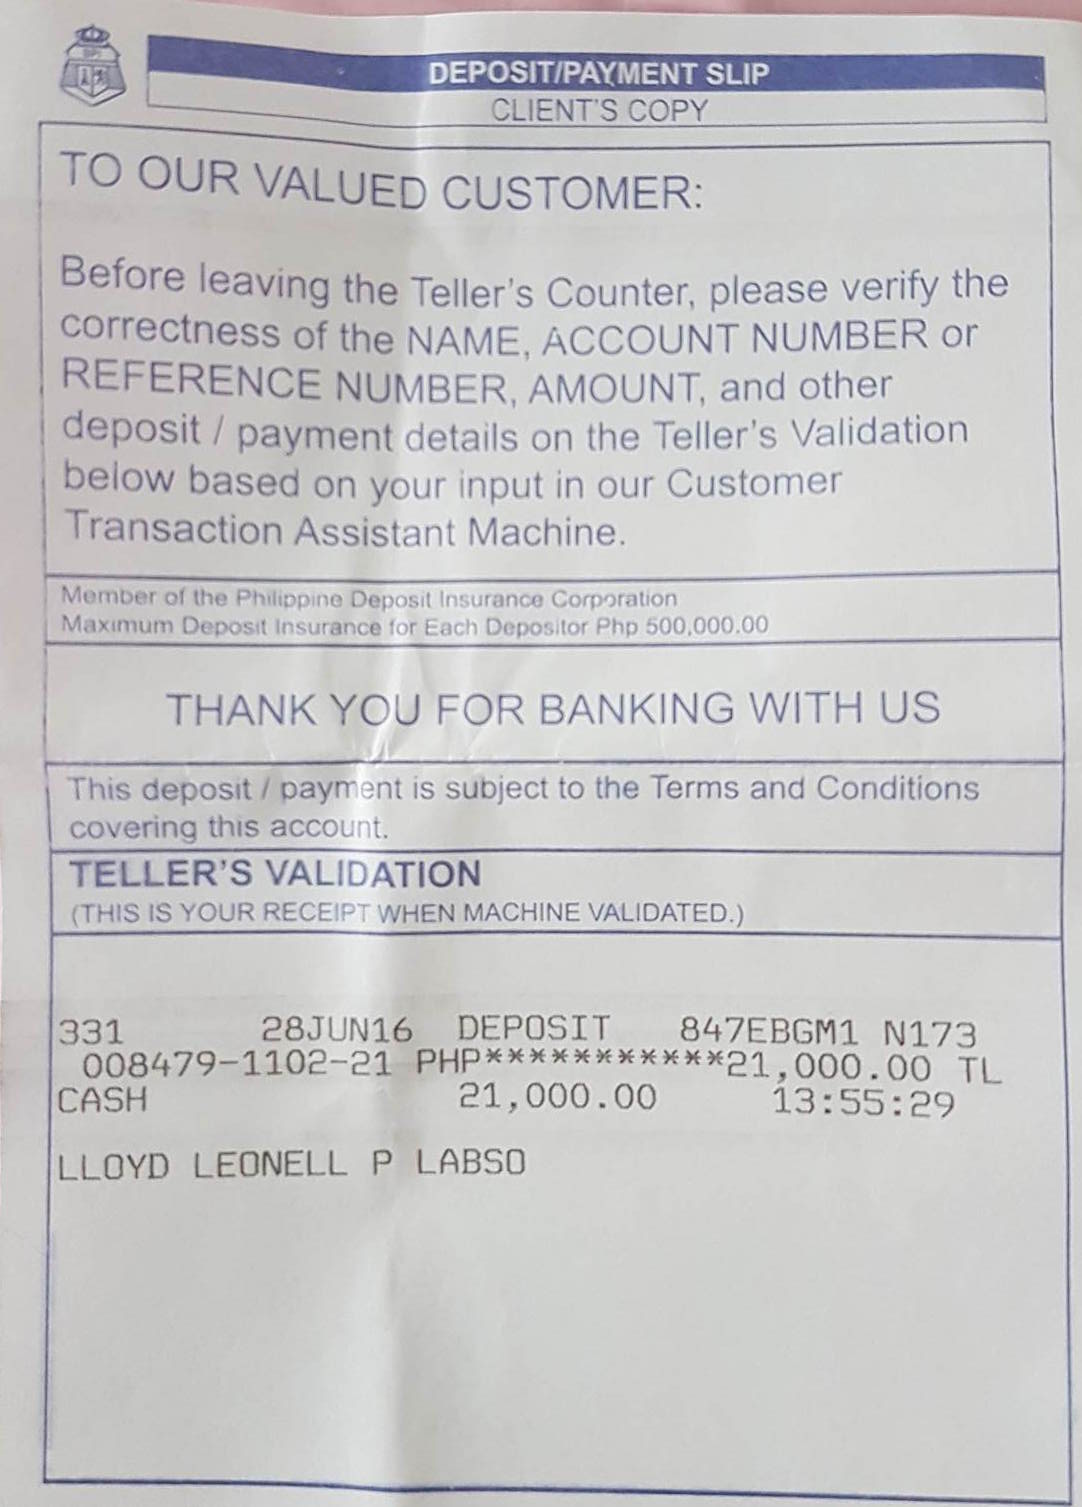 DEPOSIT/PAYMENT SLIP
CLIENT'S COPY
TO OUR VALUED CUSTOMER:
Before leaving the Teller's Counter, please verify the
correctness of the NAME, ACCOUNT NUMBER or
REFERENCE NUMBER, AMOUNT, and other
deposit / payment details on the Teller's Validation
below based on your input in our Customer
Transaction Assistant Machine.
Member of the Philippine Deposit Insurance Corporation
Maximum Deposit Insurance for Each Depositor Php 500,000.00
THANK YOU FOR BANKING WITH US
This deposit / payment is subject to the Terms and Conditions
covering this account.
TELLER'S VALIDATION
(THIS IS YOUR RECEIPT WHEN MACHINE VALIDATED.)
331 28JUN16 DEPOSIT 847EBGM1 N173
008479-1102-21 PHP***********21,000.00 TL
CASH 21,000.00 13:55:29
LLOYD LEONELL P LABSO